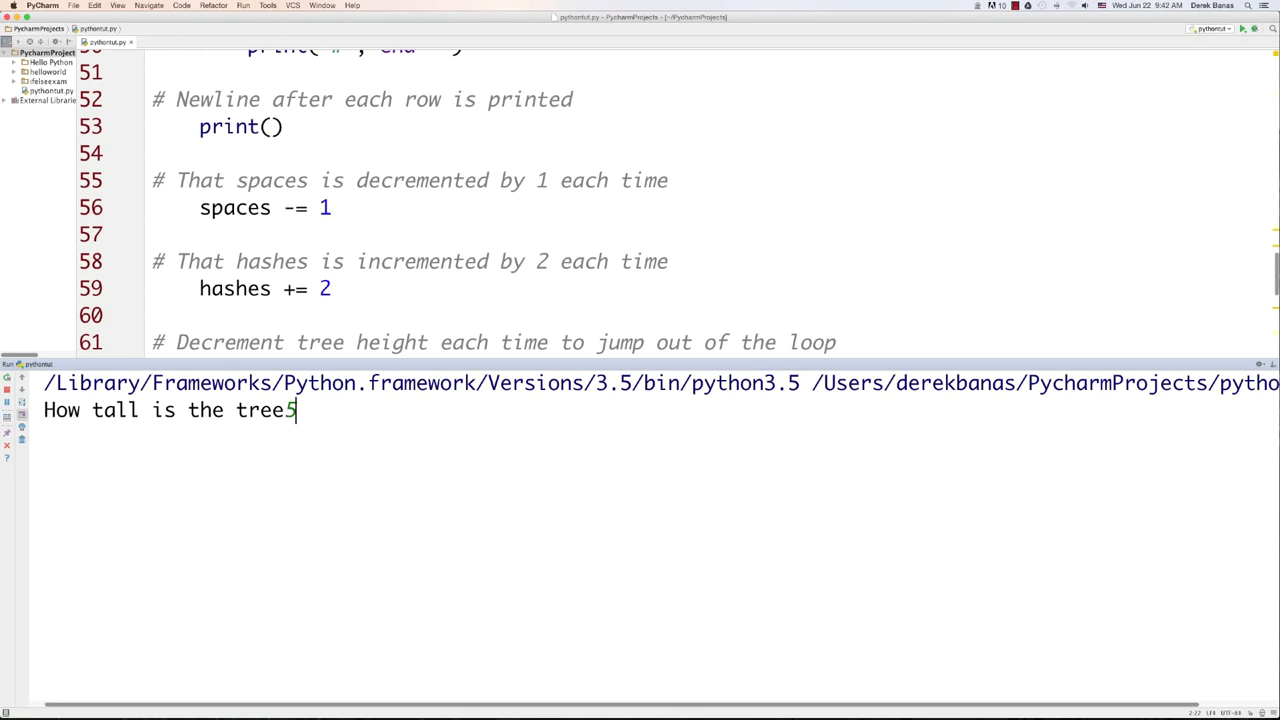 PyCharm File Edit View Navigate Code Refactor Run Tools VCS Window Help 10 Wed Jun 22 9:42 AM Derek Banas
pythontut.py - PycharmProjects - [~/PycharmProjects]
PycharmProjects pythontut.py pythontut
pythontut.py
PycharmProject
Hello Python
helloworld
ifelseexam
pythontut.py
External Librarie
51
52 # Newline after each row is printed
53 print()
54
55 # That spaces is decremented by 1 each time
56 spaces -= 1
57
58 # That hashes is incremented by 2 each time
59 hashes += 2
60
61 # Decrement tree height each time to jump out of the loop
Run pythontut
/Library/Frameworks/Python.framework/Versions/3.5/bin/python3.5 /Users/derekbanas/PycharmProjects/pytho
How tall is the tree5
2:22 LF÷ UTF-8÷